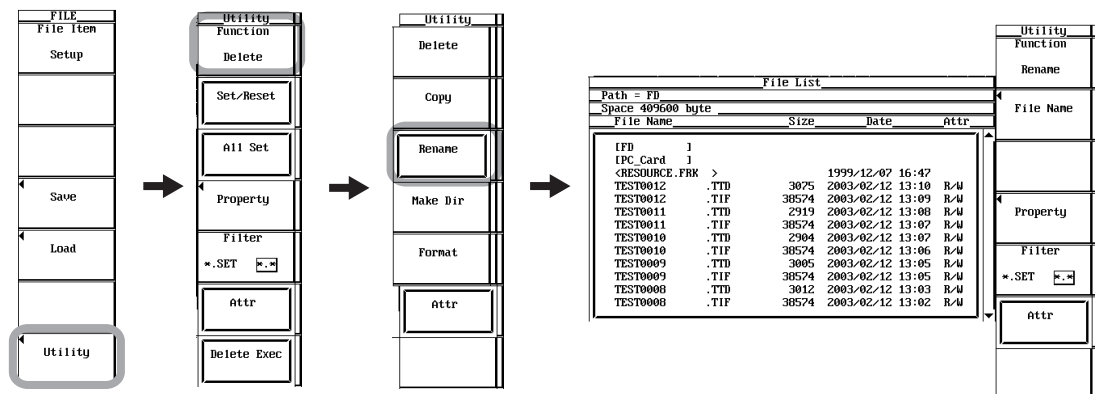 FILE
File Item
Setup
Save
Load
Utility
Utility
Function
Delete
Set/Reset
All Set
Property
Filter
*.SET *.*
Attr
Delete Exec
Utility
Delete
Copy
Rename
Make Dir
Format
Attr
File List
Path = FD
Space 409600 byte
File Name Size Date Attr
[FD ]
[PC_Card ]
<RESOURCE.FRK > 1999/12/07 16:47
TEST0012 .TTD 3075 2003/02/12 13:10 R/W
TEST0012 .TIF 38574 2003/02/12 13:09 R/W
TEST0011 .TTD 2919 2003/02/12 13:08 R/W
TEST0011 .TIF 38574 2003/02/12 13:07 R/W
TEST0010 .TTD 2904 2003/02/12 13:07 R/W
TEST0010 .TIF 38574 2003/02/12 13:06 R/W
TEST0009 .TTD 3005 2003/02/12 13:05 R/W
TEST0009 .TIF 38574 2003/02/12 13:05 R/W
TEST0008 .TTD 3012 2003/02/12 13:03 R/W
TEST0008 .TIF 38574 2003/02/12 13:02 R/W
Utility
Function
Rename
File Name
Property
Filter
*.SET *.*
Attr